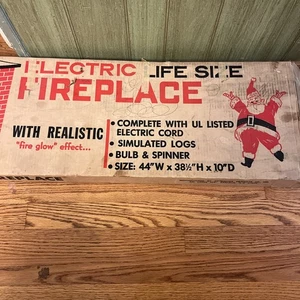 ELECTRIC LIFE SIZE
FIREPLACE
WITH REALISTIC
"fire glow" effect...
• COMPLETE WITH UL LISTED
ELECTRIC CORD
• SIMULATED LOGS
• BULB & SPINNER
• SIZE: 44"W x 38½"H x 10"D